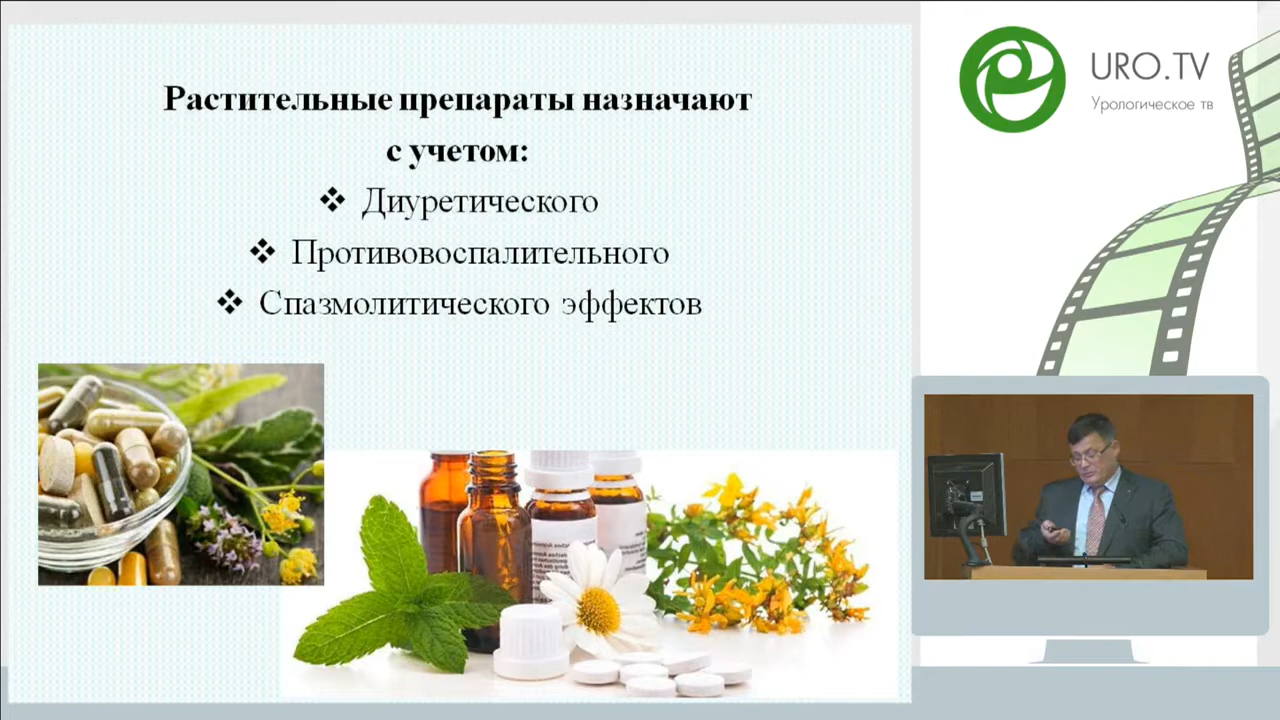 Растительные препараты назначают
с учетом:
❖ Диуретического
❖ Противовоспалительного
❖ Спазмолитического эффектов
URO.TV
Урологическое тв